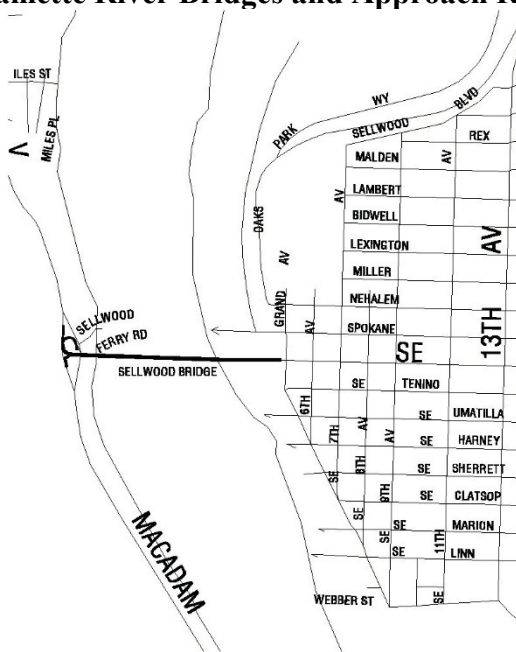 amette River Bridges and Approach R
ILES ST
MILES PL
V
PARK
WY
SELLWOOD
BLVD
REX
MALDEN
AV
AV
LAMBERT
BIDWELL
OAKS
AV
LEXINGTON
AV
MILLER
13TH
GRAND
NEHALEM
AV
SPOKANE
SELLWOOD
FERRY RD
SE
SELLWOOD BRIDGE
SE
TENINO
6TH
SE
UMATILLA
7TH
AV
AV
SE
HARNEY
SE
8TH
SE
SHERRETT
9TH
SE
CLATSOP
SE
SE
MARION
SE
11TH
SE
LINN
MACADAM
WEBBER ST
SE